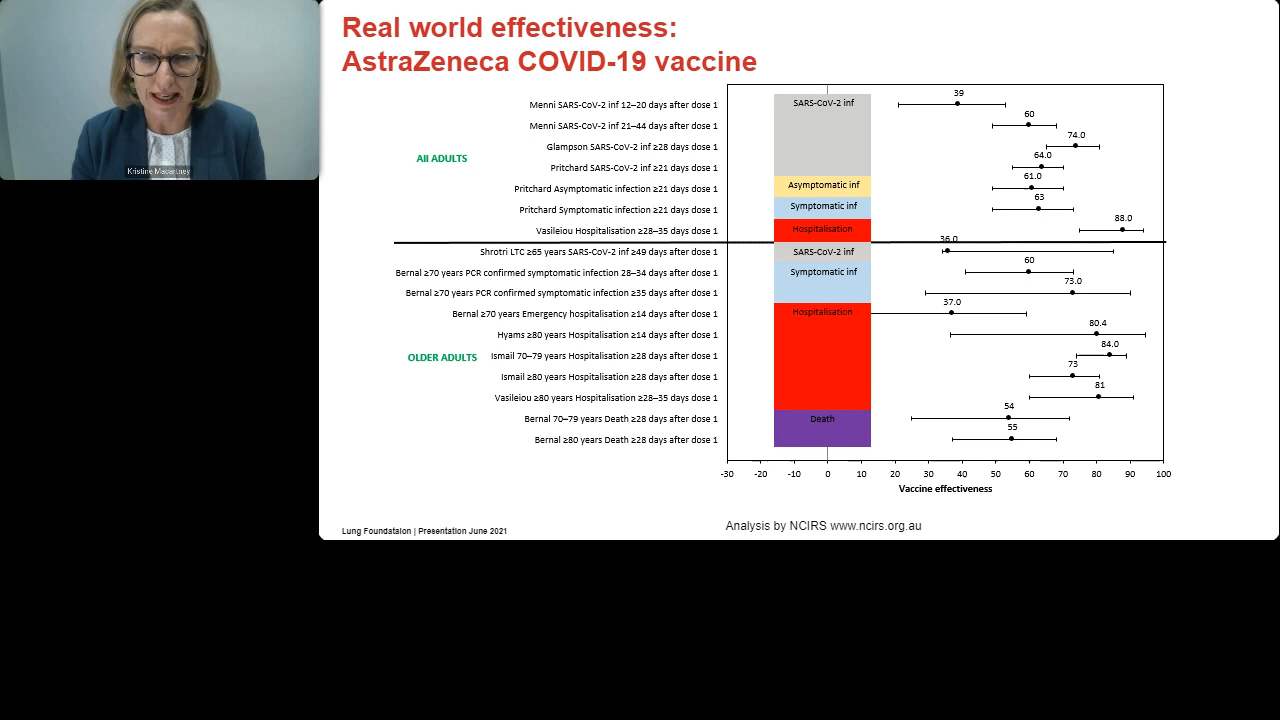 Real world effectiveness:
AstraZeneca COVID-19 vaccine
Kristine Macartney
All ADULTS
OLDER ADULTS
Menni SARS-CoV-2 inf 12–20 days after dose 1
SARS-CoV-2 inf
39
Menni SARS-CoV-2 inf 21–44 days after dose 1
60
Glampson SARS-CoV-2 inf ≥28 days after dose 1
74.0
Pritchard SARS-CoV-2 inf ≥21 days after dose 1
64.0
Pritchard Asymptomatic infection ≥21 days dose 1
Asymptomatic inf
61.0
Pritchard Symptomatic infection ≥21 days dose 1
Symptomatic inf
63
Vasileiou Hospitalisation ≥28–35 days dose 1
Hospitalisation
88.0
Shrotri LTC ≥65 years SARS-CoV-2 inf ≥49 days after dose 1
SARS-CoV-2 inf
36.0
Bernal ≥70 years PCR confirmed symptomatic infection 28–34 days after dose 1
Symptomatic inf
60
Bernal ≥70 years PCR confirmed symptomatic infection ≥35 days after dose 1
73.0
Bernal ≥70 years Emergency hospitalisation ≥14 days after dose 1
Hospitalisation
37.0
Hyams ≥80 years Hospitalisation ≥14 days after dose 1
80.4
Ismail 70–79 years Hospitalisation ≥28 days after dose 1
84.0
Ismail ≥80 years Hospitalisation ≥28 days after dose 1
73
Vasileiou ≥80 years Hospitalisation ≥28–35 days after dose 1
81
Bernal 70–79 years Death ≥28 days after dose 1
Death
54
Bernal ≥80 years Death ≥28 days after dose 1
55
-30 -20 -10 0 10 20 30 40 50 60 70 80 90 100
Vaccine effectiveness
Analysis by NCIRS www.ncirs.org.au
Lung Foundataion | Presentation June 2021